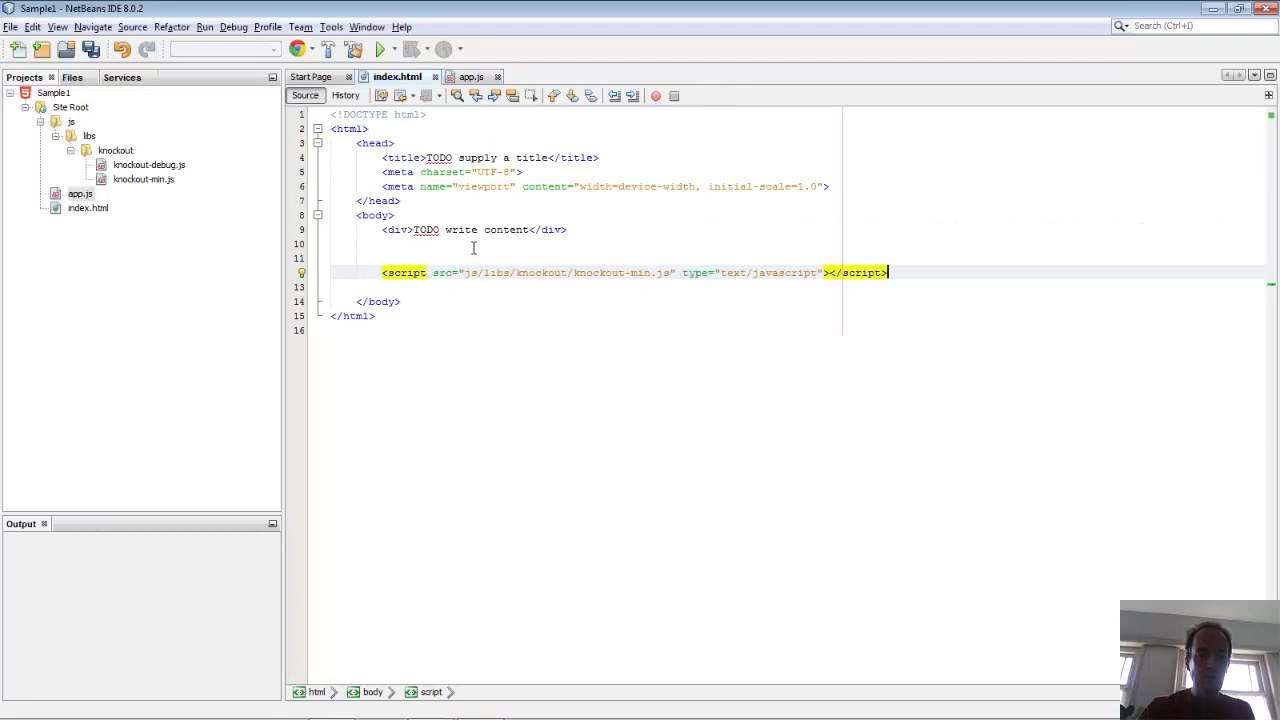 Sample1 - NetBeans IDE 8.0.2
File Edit View Navigate Source Refactor Run Debug Profile Team Tools Window Help
Search (Ctrl+I)
Projects Files Services
Start Page index.html app.js
Source History
Sample1
Site Root
js
libs
knockout
knockout-debug.js
knockout-min.js
app.js
index.html
1 <!DOCTYPE html>
2 <html>
3 <head>
4 <title>TODO supply a title</title>
5 <meta charset="UTF-8">
6 <meta name="viewport" content="width=device-width, initial-scale=1.0">
7 </head>
8 <body>
9 <div>TODO write content</div>
10
11
<script src="js/libs/knockout/knockout-min.js" type="text/javascript"></script>
13
14 </body>
15 </html>
16
Output
html body script